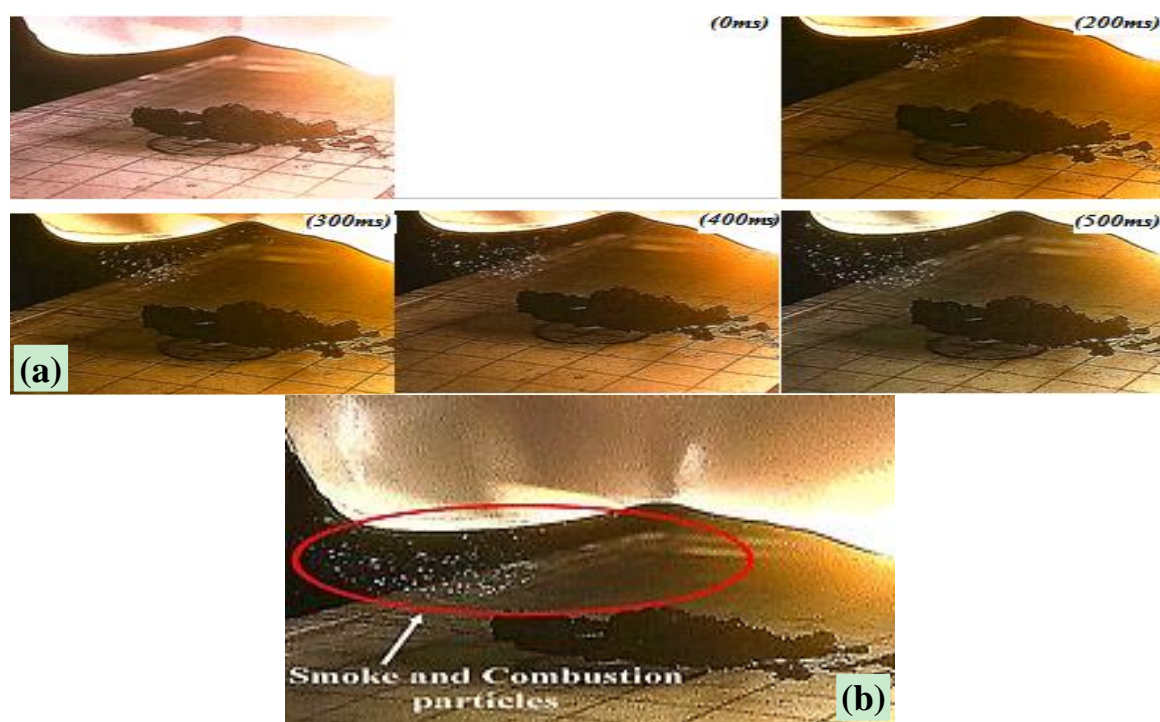 (0ms)
(200ms)
(300ms)
(400ms)
(500ms)
(a)
Smoke and Combustion
particles
(b)